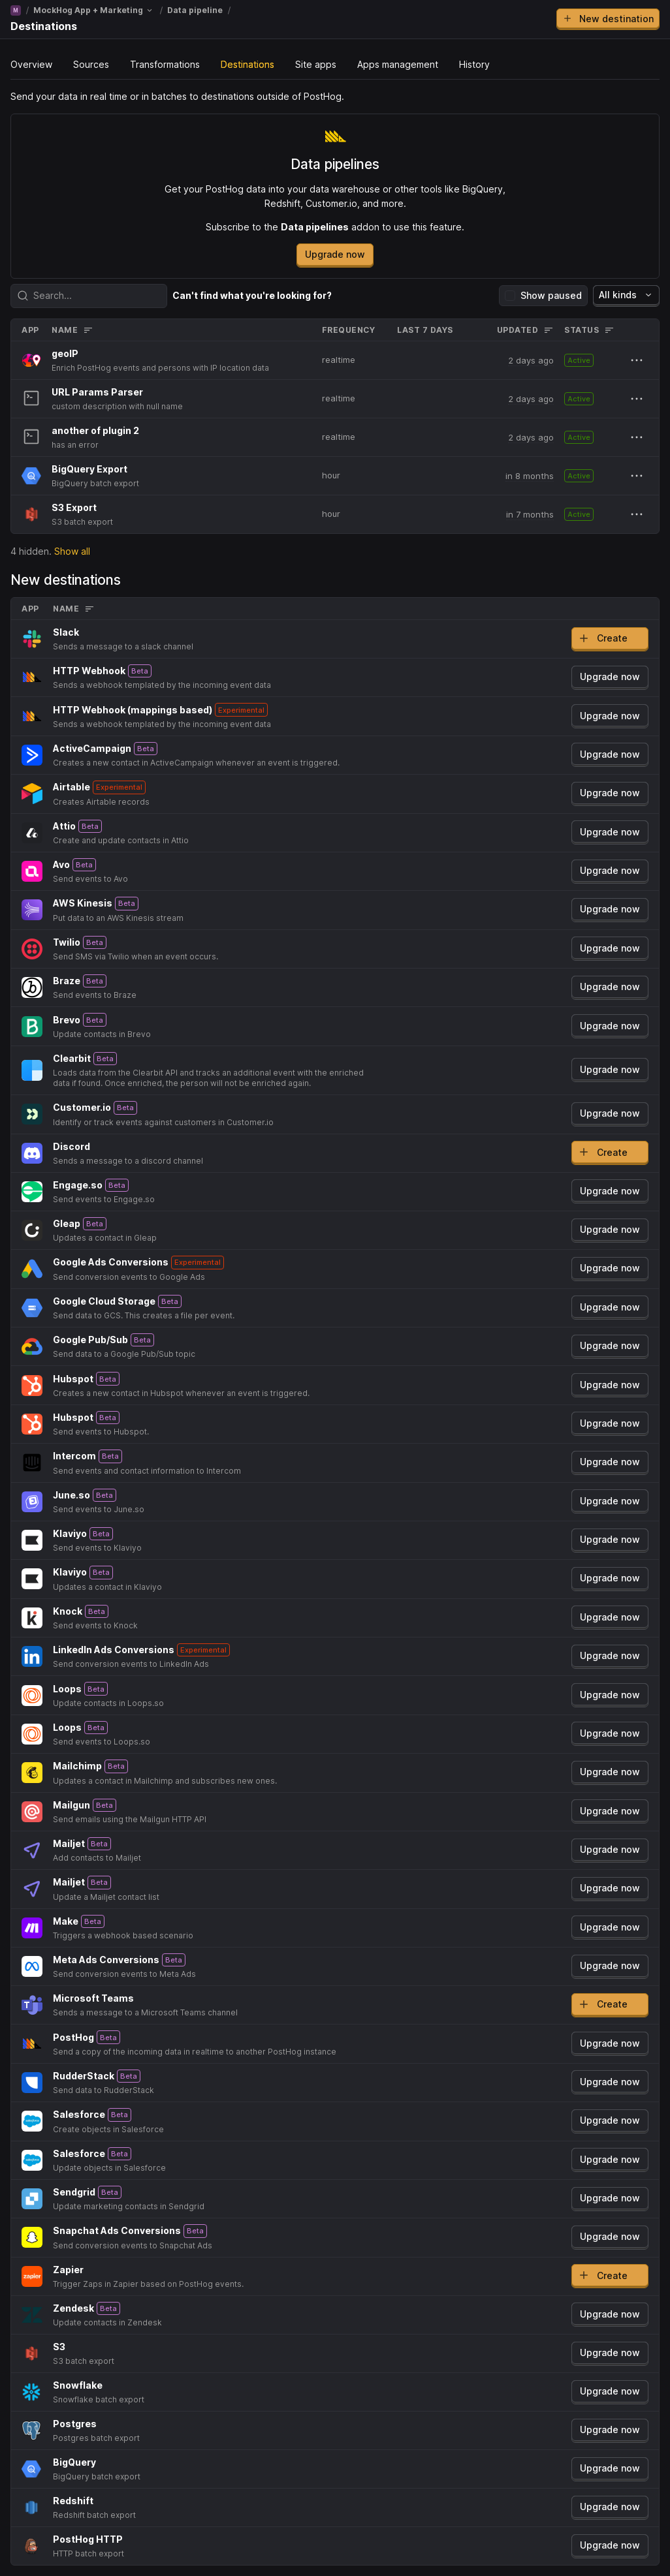 M / MockHog App + Marketing / Data pipeline /
Destinations
New destination
Overview Sources Transformations Destinations Site apps Apps management History
Send your data in real time or in batches to destinations outside of PostHog.
Data pipelines
Get your PostHog data into your data warehouse or other tools like BigQuery,
Redshift, Customer.io, and more.
Subscribe to the Data pipelines addon to use this feature.
Upgrade now
Search...
Can't find what you're looking for?
Show paused
All kinds
APP NAME FREQUENCY LAST 7 DAYS UPDATED STATUS
geoIP
Enrich PostHog events and persons with IP location data
realtime 2 days ago Active
URL Params Parser
custom description with null name
realtime 2 days ago Active
another of plugin 2
has an error
realtime 2 days ago Active
BigQuery Export
BigQuery batch export
hour in 8 months Active
S3 Export
S3 batch export
hour in 7 months Active
4 hidden. Show all
New destinations
APP NAME
Slack
Sends a message to a slack channel
Create
HTTP Webhook Beta
Sends a webhook templated by the incoming event data
Upgrade now
HTTP Webhook (mappings based) Experimental
Sends a webhook templated by the incoming event data
Upgrade now
ActiveCampaign Beta
Creates a new contact in ActiveCampaign whenever an event is triggered.
Upgrade now
Airtable Experimental
Creates Airtable records
Upgrade now
Attio Beta
Create and update contacts in Attio
Upgrade now
Avo Beta
Send events to Avo
Upgrade now
AWS Kinesis Beta
Put data to an AWS Kinesis stream
Upgrade now
Twilio Beta
Send SMS via Twilio when an event occurs.
Upgrade now
Braze Beta
Send events to Braze
Upgrade now
Brevo Beta
Update contacts in Brevo
Upgrade now
Clearbit Beta
Loads data from the Clearbit API and tracks an additional event with the enriched
data if found. Once enriched, the person will not be enriched again.
Upgrade now
Customer.io Beta
Identify or track events against customers in Customer.io
Upgrade now
Discord
Sends a message to a discord channel
Create
Engage.so Beta
Send events to Engage.so
Upgrade now
Gleap Beta
Updates a contact in Gleap
Upgrade now
Google Ads Conversions Experimental
Send conversion events to Google Ads
Upgrade now
Google Cloud Storage Beta
Send data to GCS. This creates a file per event.
Upgrade now
Google Pub/Sub Beta
Send data to a Google Pub/Sub topic
Upgrade now
Hubspot Beta
Creates a new contact in Hubspot whenever an event is triggered.
Upgrade now
Hubspot Beta
Send events to Hubspot.
Upgrade now
Intercom Beta
Send events and contact information to Intercom
Upgrade now
June.so Beta
Send events to June.so
Upgrade now
Klaviyo Beta
Send events to Klaviyo
Upgrade now
Klaviyo Beta
Updates a contact in Klaviyo
Upgrade now
Knock Beta
Send events to Knock
Upgrade now
LinkedIn Ads Conversions Experimental
Send conversion events to LinkedIn Ads
Upgrade now
Loops Beta
Update contacts in Loops.so
Upgrade now
Loops Beta
Send events to Loops.so
Upgrade now
Mailchimp Beta
Updates a contact in Mailchimp and subscribes new ones.
Upgrade now
Mailgun Beta
Send emails using the Mailgun HTTP API
Upgrade now
Mailjet Beta
Add contacts to Mailjet
Upgrade now
Mailjet Beta
Update a Mailjet contact list
Upgrade now
Make Beta
Triggers a webhook based scenario
Upgrade now
Meta Ads Conversions Beta
Send conversion events to Meta Ads
Upgrade now
Microsoft Teams
Sends a message to a Microsoft Teams channel
Create
PostHog Beta
Send a copy of the incoming data in realtime to another PostHog instance
Upgrade now
RudderStack Beta
Send data to RudderStack
Upgrade now
Salesforce Beta
Create objects in Salesforce
Upgrade now
Salesforce Beta
Update objects in Salesforce
Upgrade now
Sendgrid Beta
Update marketing contacts in Sendgrid
Upgrade now
Snapchat Ads Conversions Beta
Send conversion events to Snapchat Ads
Upgrade now
Zapier
Trigger Zaps in Zapier based on PostHog events.
Create
Zendesk Beta
Update contacts in Zendesk
Upgrade now
S3
S3 batch export
Upgrade now
Snowflake
Snowflake batch export
Upgrade now
Postgres
Postgres batch export
Upgrade now
BigQuery
BigQuery batch export
Upgrade now
Redshift
Redshift batch export
Upgrade now
PostHog HTTP
HTTP batch export
Upgrade now